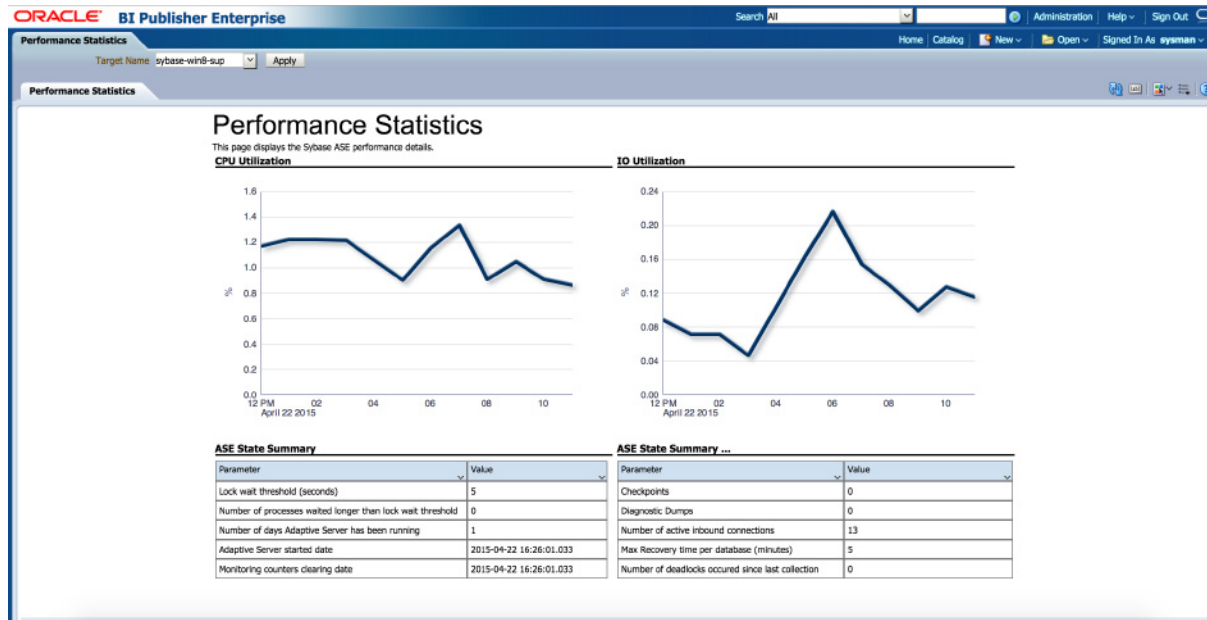 ORACLE BI Publisher Enterprise
Search All
Administration Help Sign Out
Performance Statistics
Home Catalog New Open Signed In As sysman
Target Name sybase-win8-sup Apply
Performance Statistics
Performance Statistics
This page displays the Sybase ASE performance details.
CPU Utilization
1.6
1.4
1.2
1.0
0.8
0.6
0.4
0.2
0.0
%
12 PM 02 04 06 08 10
April 22 2015
IO Utilization
0.24
0.20
0.16
0.12
0.08
0.04
0.00
%
12 PM 02 04 06 08 10
April 22 2015
ASE State Summary
Parameter Value
Lock wait threshold (seconds) 5
Number of processes waited longer than lock wait threshold 0
Number of days Adaptive Server has been running 1
Adaptive Server started date 2015-04-22 16:26:01.033
Monitoring counters clearing date 2015-04-22 16:26:01.033
ASE State Summary ...
Parameter Value
Checkpoints 0
Diagnostic Dumps 0
Number of active inbound connections 13
Max Recovery time per database (minutes) 5
Number of deadlocks occured since last collection 0